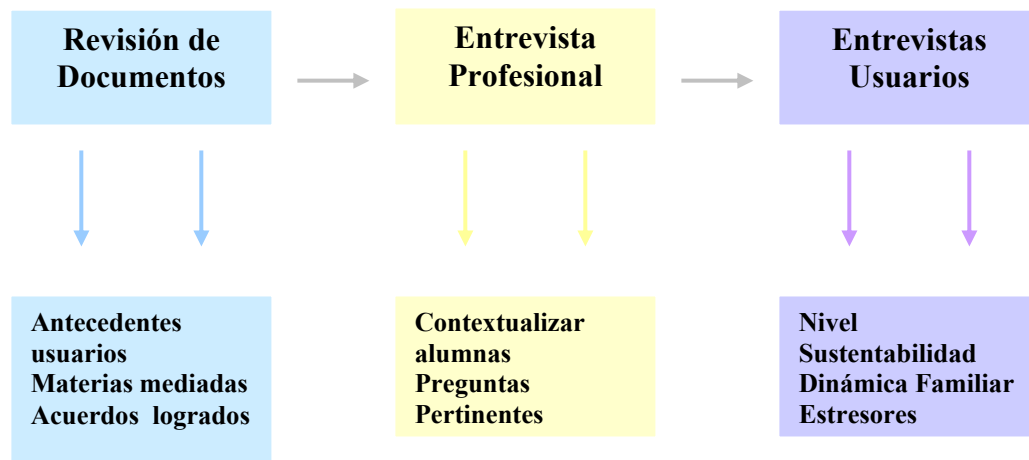 Revisión de
Documentos
Entrevista
Profesional
Entrevistas
Usuarios
Antecedentes
usuarios
Materias mediadas
Acuerdos logrados
Contextualizar
alumnas
Preguntas
Pertinentes
Nivel
Sustentabilidad
Dinámica Familiar
Estresores